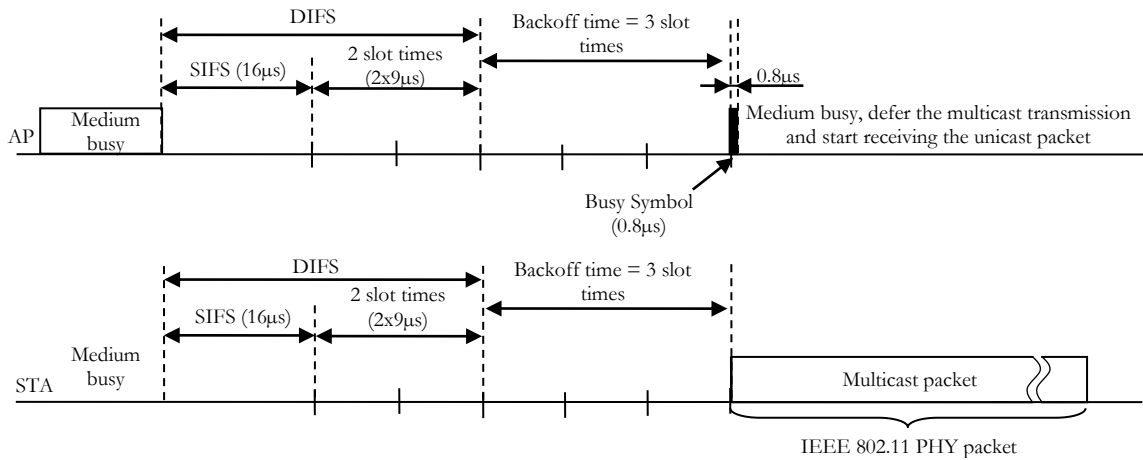 DIFS
Backoff time = 3 slot
times
SIFS (16µs)
2 slot times
(2x9µs)
0.8µs
AP
Medium
busy
Medium busy, defer the multicast transmission
and start receiving the unicast packet
Busy Symbol
(0.8µs)
DIFS
Backoff time = 3 slot
times
SIFS (16µs)
2 slot times
(2x9µs)
STA
Medium
busy
Multicast packet
IEEE 802.11 PHY packet